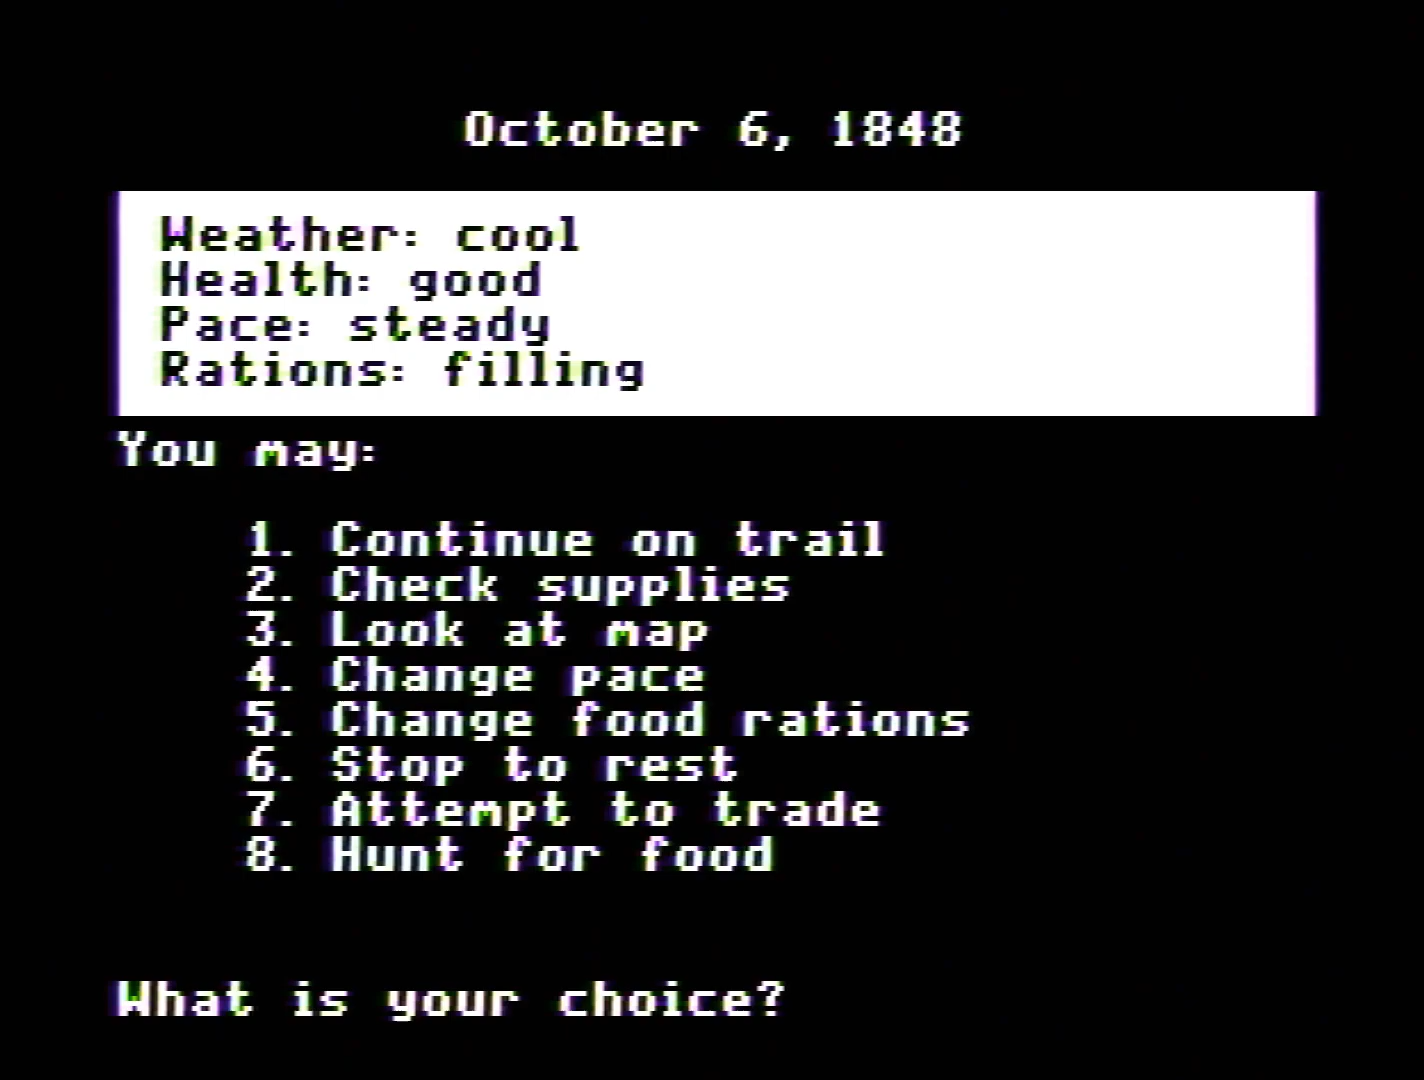 October 6, 1848
Weather: cool
Health: good
Pace: steady
Rations: filling
You may:
1. Continue on trail
2. Check supplies
3. Look at map
4. Change pace
5. Change food rations
6. Stop to rest
7. Attempt to trade
8. Hunt for food
What is your choice?